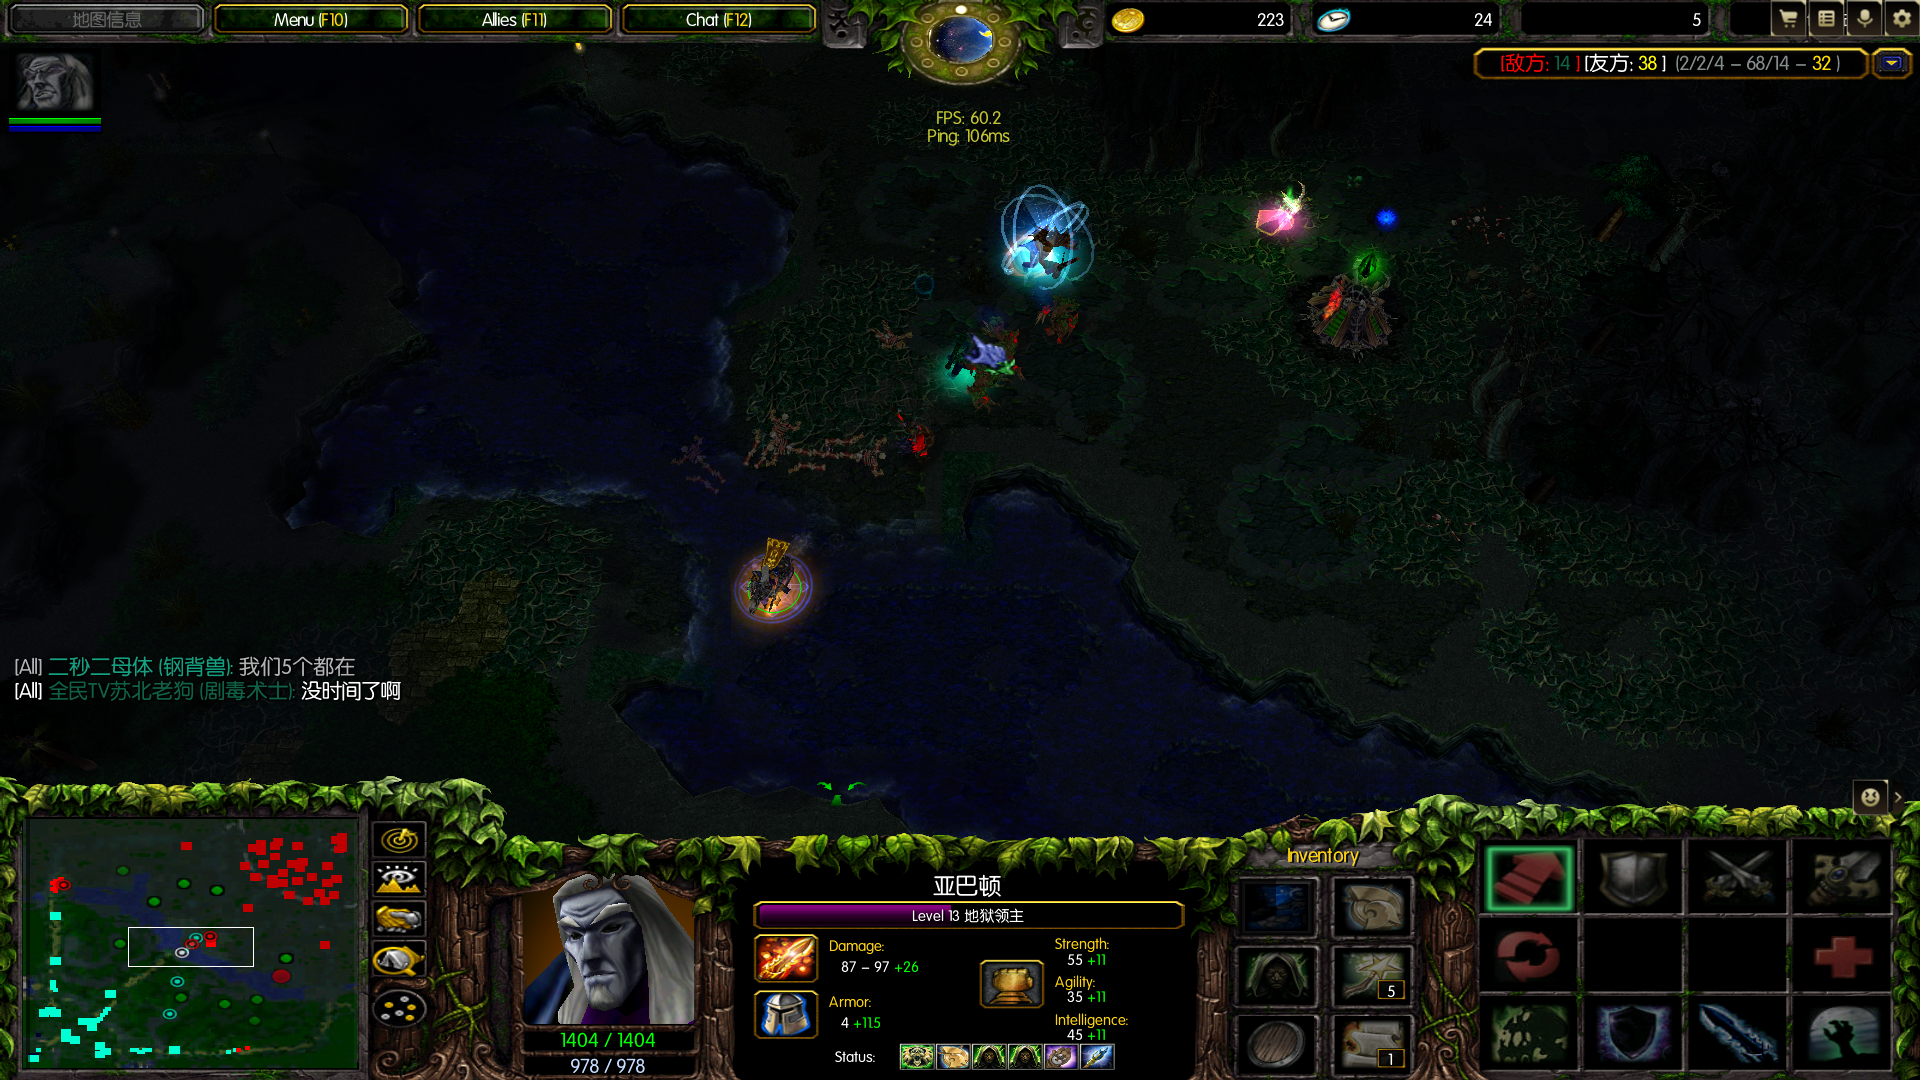 地图信息
Menu (F10)
Allies (F11)
Chat (F12)
223
24
5
[敌方: 14 ] [友方: 38 ] (2/2/4 – 68/14 – 32 )
FPS: 60.2
Ping: 106ms
[All] 二秒二母体 (钢背兽): 我们5个都在
[All] 全民TV苏北老狗 (剧毒术士): 没时间了啊
亚巴顿
Level 13 地狱领主
Damage:
87 – 97 +26
Armor:
4 +11.5
Strength:
55 +11
Agility:
35 +11
Intelligence:
45 +11
Status:
1404 / 1404
978 / 978
Inventory
5
1